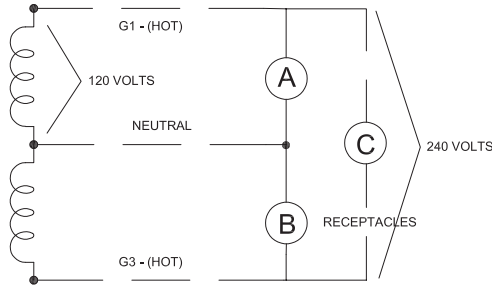 G1 - (HOT)
A
120 VOLTS
NEUTRAL
C
240 VOLTS
B
RECEPTACLES
G3 - (HOT)